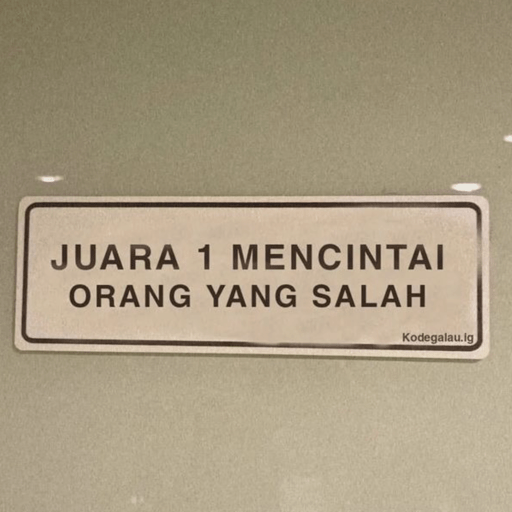 JUARA 1 MENCINTAI
ORANG YANG SALAH
Kodegalau.ig